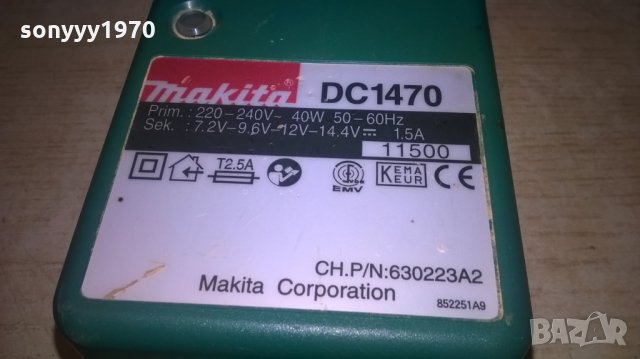 sonyyy1970
makita DC1470
Prim.: 220-240V~ 40W 50-60Hz
Sek.: 7.2V-9.6V-12V-14.4V⎓ 1.5A
11500
T2.5A
EMV
KEMA
KEUR
CE
CH.P/N:630223A2
Makita Corporation
852251A9
BAZAR